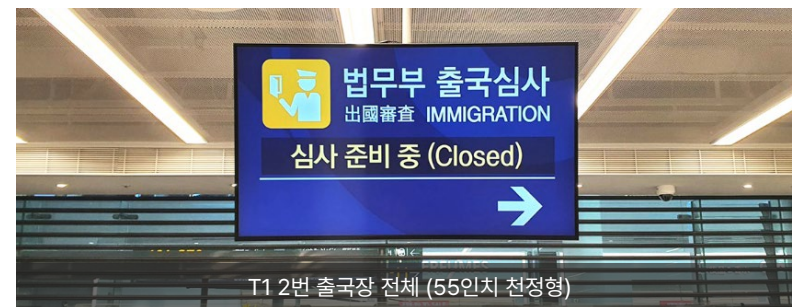 법무부 출국심사
出國審査 IMMIGRATION
심사 준비 중 (Closed)
T1 2번 출국장 전체 (55인치 천정형)